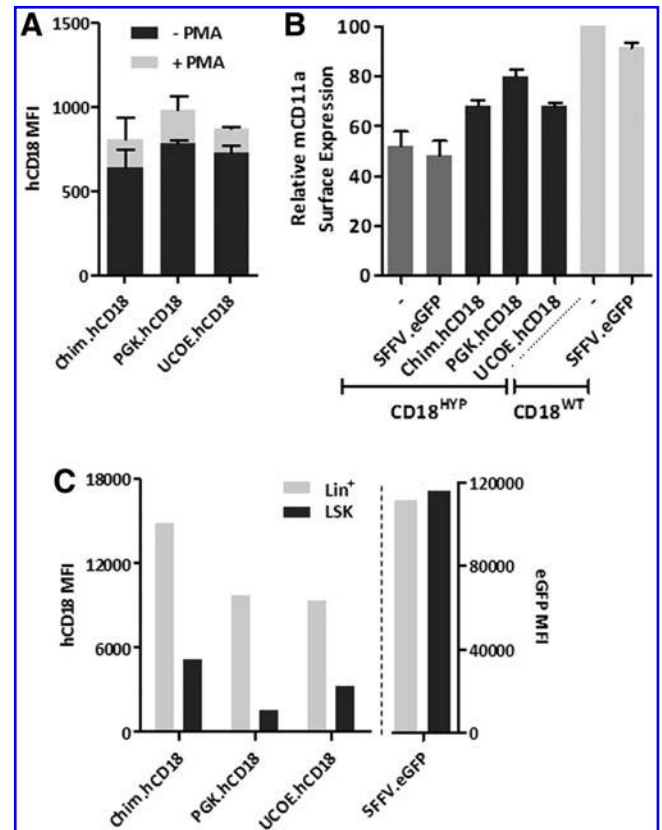 A
1500
1000
500
0
hCD18 MFI
- PMA
+ PMA
Chim.hCD18
PGK.hCD18
UCOE.hCD18
B
100
80
60
40
20
0
Relative mCD11a
Surface Expression
-
SFFV.eGFP
Chim.hCD18
PGK.hCD18
UCOE.hCD18
-
SFFV.eGFP
CD18HYP
CD18WT
C
18000
12000
6000
0
hCD18 MFI
Lin+
LSK
120000
80000
40000
0
eGFP MFI
Chim.hCD18
PGK.hCD18
UCOE.hCD18
SFFV.eGFP